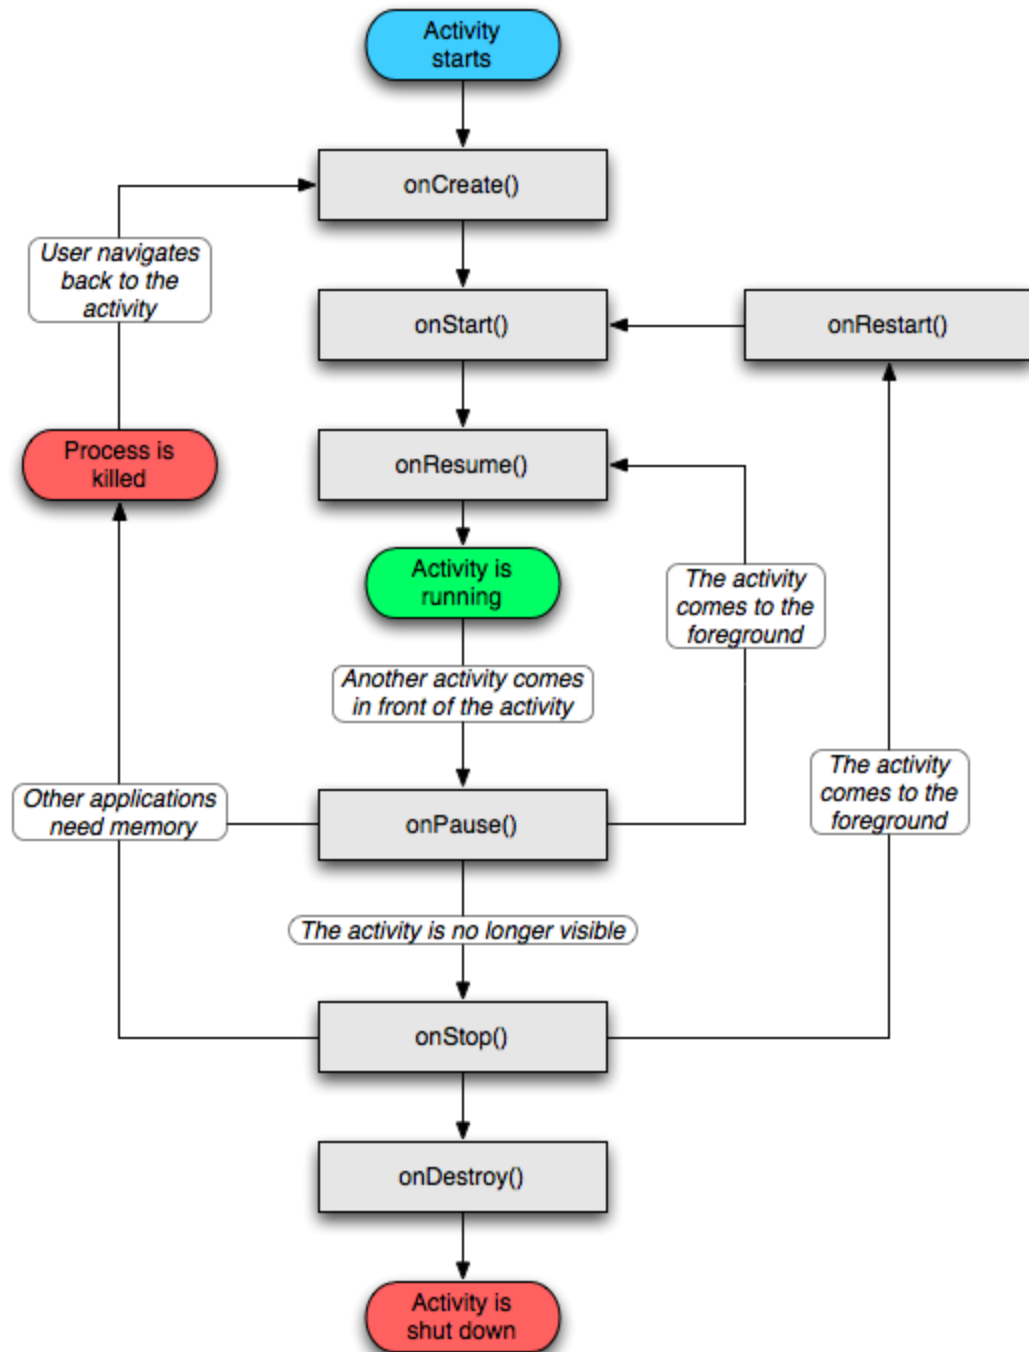 Activity
starts
onCreate()
User navigates
back to the
activity
onStart()
onRestart()
Process is
killed
onResume()
Activity is
running
The activity
comes to the
foreground
Another activity comes
in front of the activity
The activity
comes to the
foreground
Other applications
need memory
onPause()
The activity is no longer visible
onStop()
onDestroy()
Activity is
shut down